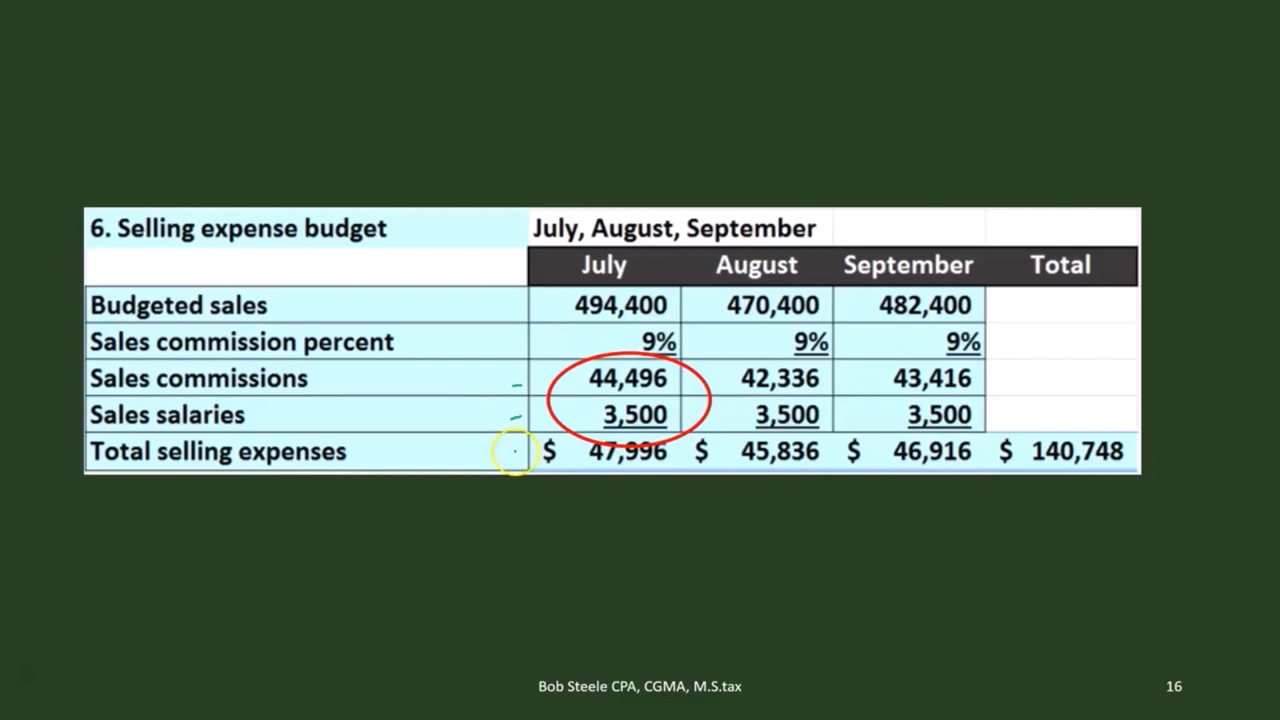 6. Selling expense budget July, August, September
July August September Total
Budgeted sales 494,400 470,400 482,400
Sales commission percent 9% 9% 9%
Sales commissions 44,496 42,336 43,416
Sales salaries 3,500 3,500 3,500
Total selling expenses $ 47,996 $ 45,836 $ 46,916 $ 140,748
Bob Steele CPA, CGMA, M.S.tax 16